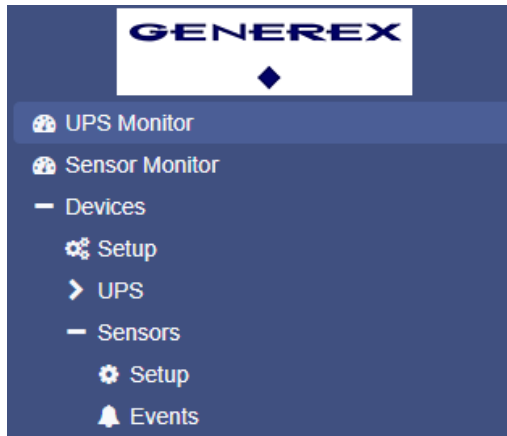 GENEREX
UPS Monitor
Sensor Monitor
Devices
Setup
UPS
Sensors
Setup
Events